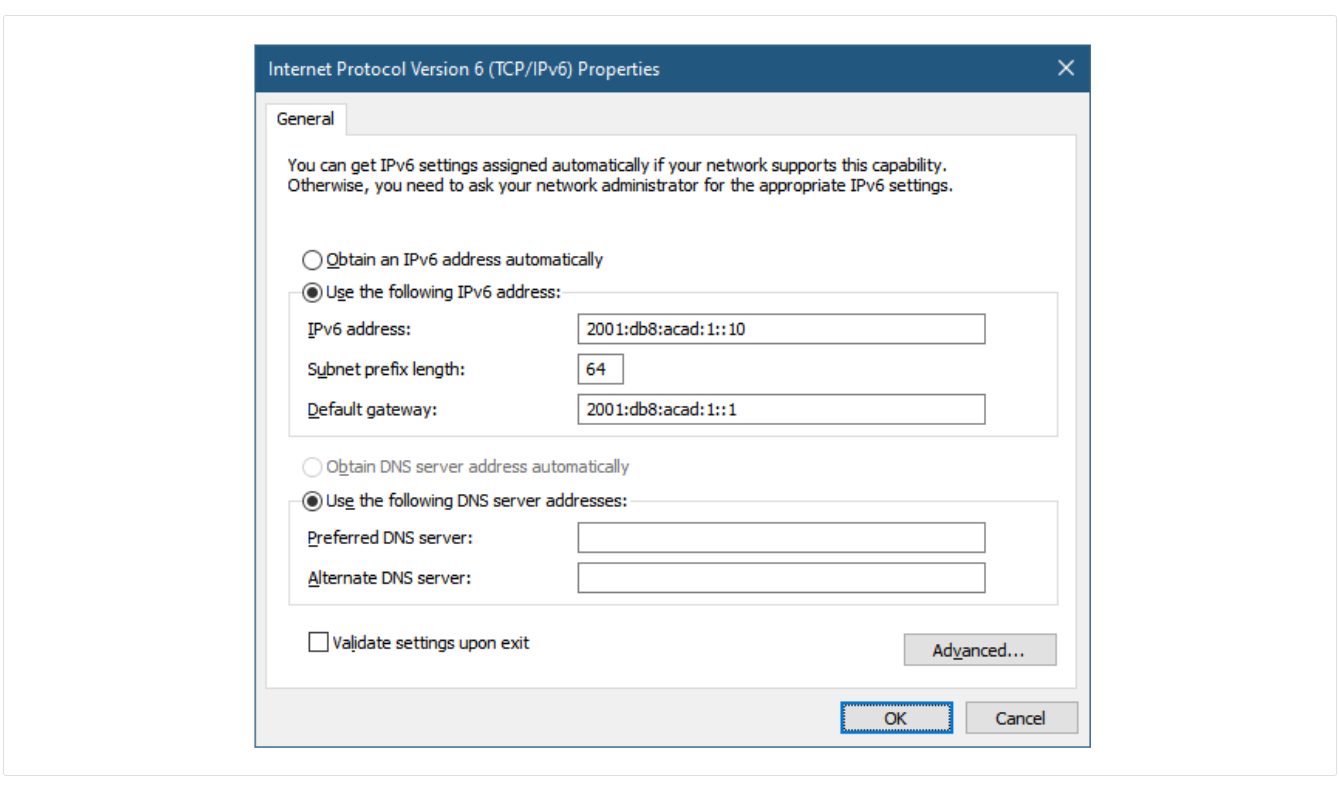 Internet Protocol Version 6 (TCP/IPv6) Properties
General
You can get IPv6 settings assigned automatically if your network supports this capability.
Otherwise, you need to ask your network administrator for the appropriate IPv6 settings.
Obtain an IPv6 address automatically
Use the following IPv6 address:
IPv6 address: 2001:db8:acad:1::10
Subnet prefix length: 64
Default gateway: 2001:db8:acad:1::1
Obtain DNS server address automatically
Use the following DNS server addresses:
Preferred DNS server:
Alternate DNS server:
Validate settings upon exit
Advanced...
OK Cancel